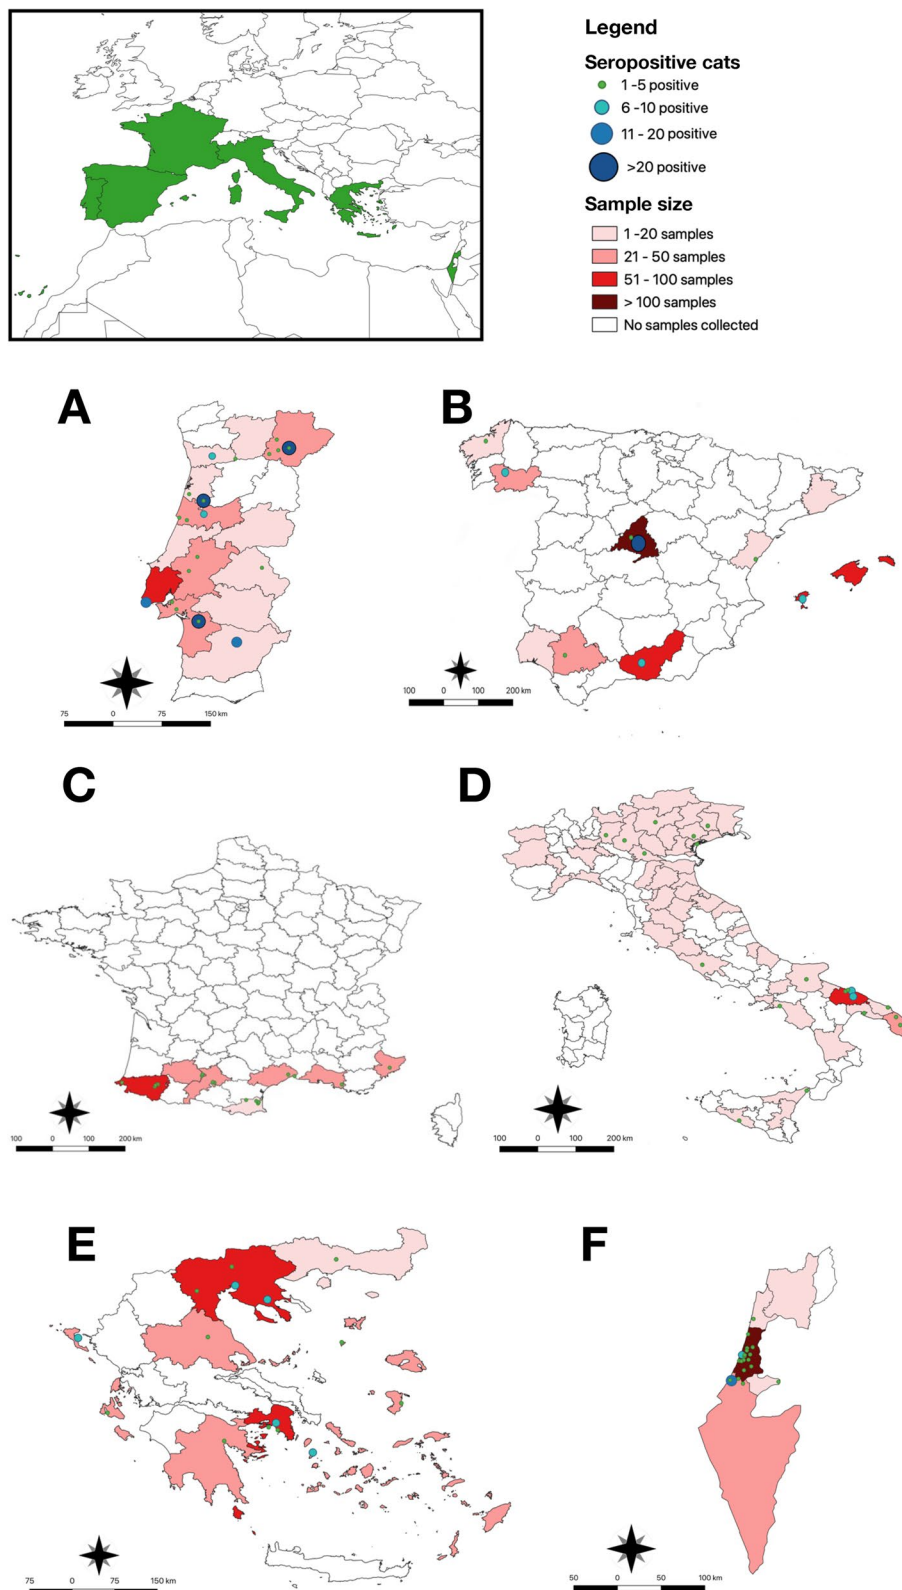 Legend
Seropositive cats
1 -5 positive
6 -10 positive
11 - 20 positive
>20 positive
Sample size
1 -20 samples
21 - 50 samples
51 - 100 samples
> 100 samples
No samples collected
A
75 0 75 150 km
B
100 0 100 200 km
C
100 0 100 200 km
D
100 0 100 200 km
E
75 0 75 150 km
F
50 0 50 100 km